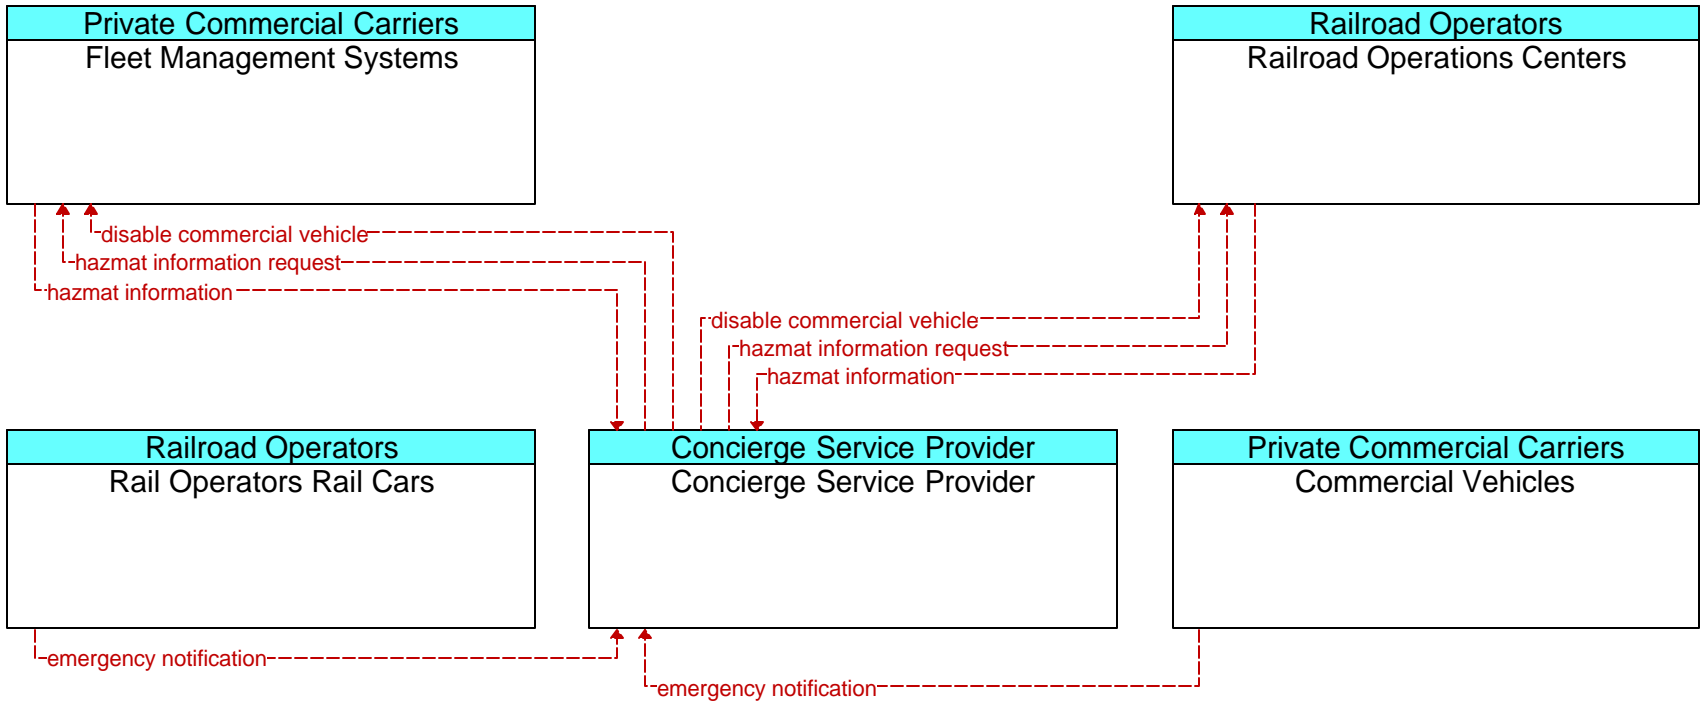 Private Commercial Carriers
Fleet Management Systems
Railroad Operators
Railroad Operations Centers
disable commercial vehicle
hazmat information request
hazmat information
disable commercial vehicle
hazmat information request
hazmat information
Railroad Operators
Rail Operators Rail Cars
Concierge Service Provider
Concierge Service Provider
Private Commercial Carriers
Commercial Vehicles
emergency notification
emergency notification